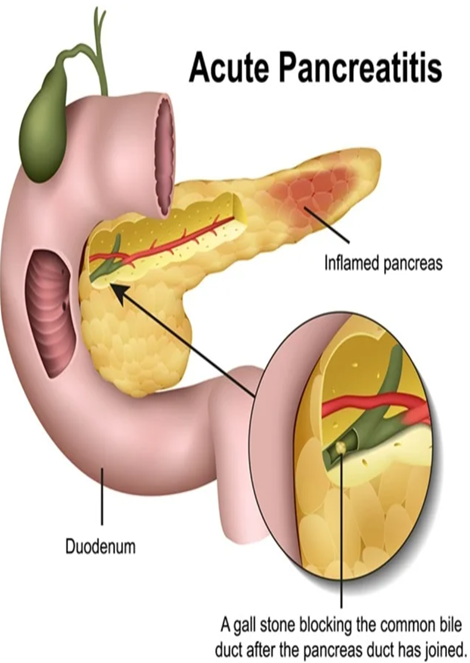 Acute Pancreatitis
Inflamed pancreas
Duodenum
A gall stone blocking the common bile
duct after the pancreas duct has joined.